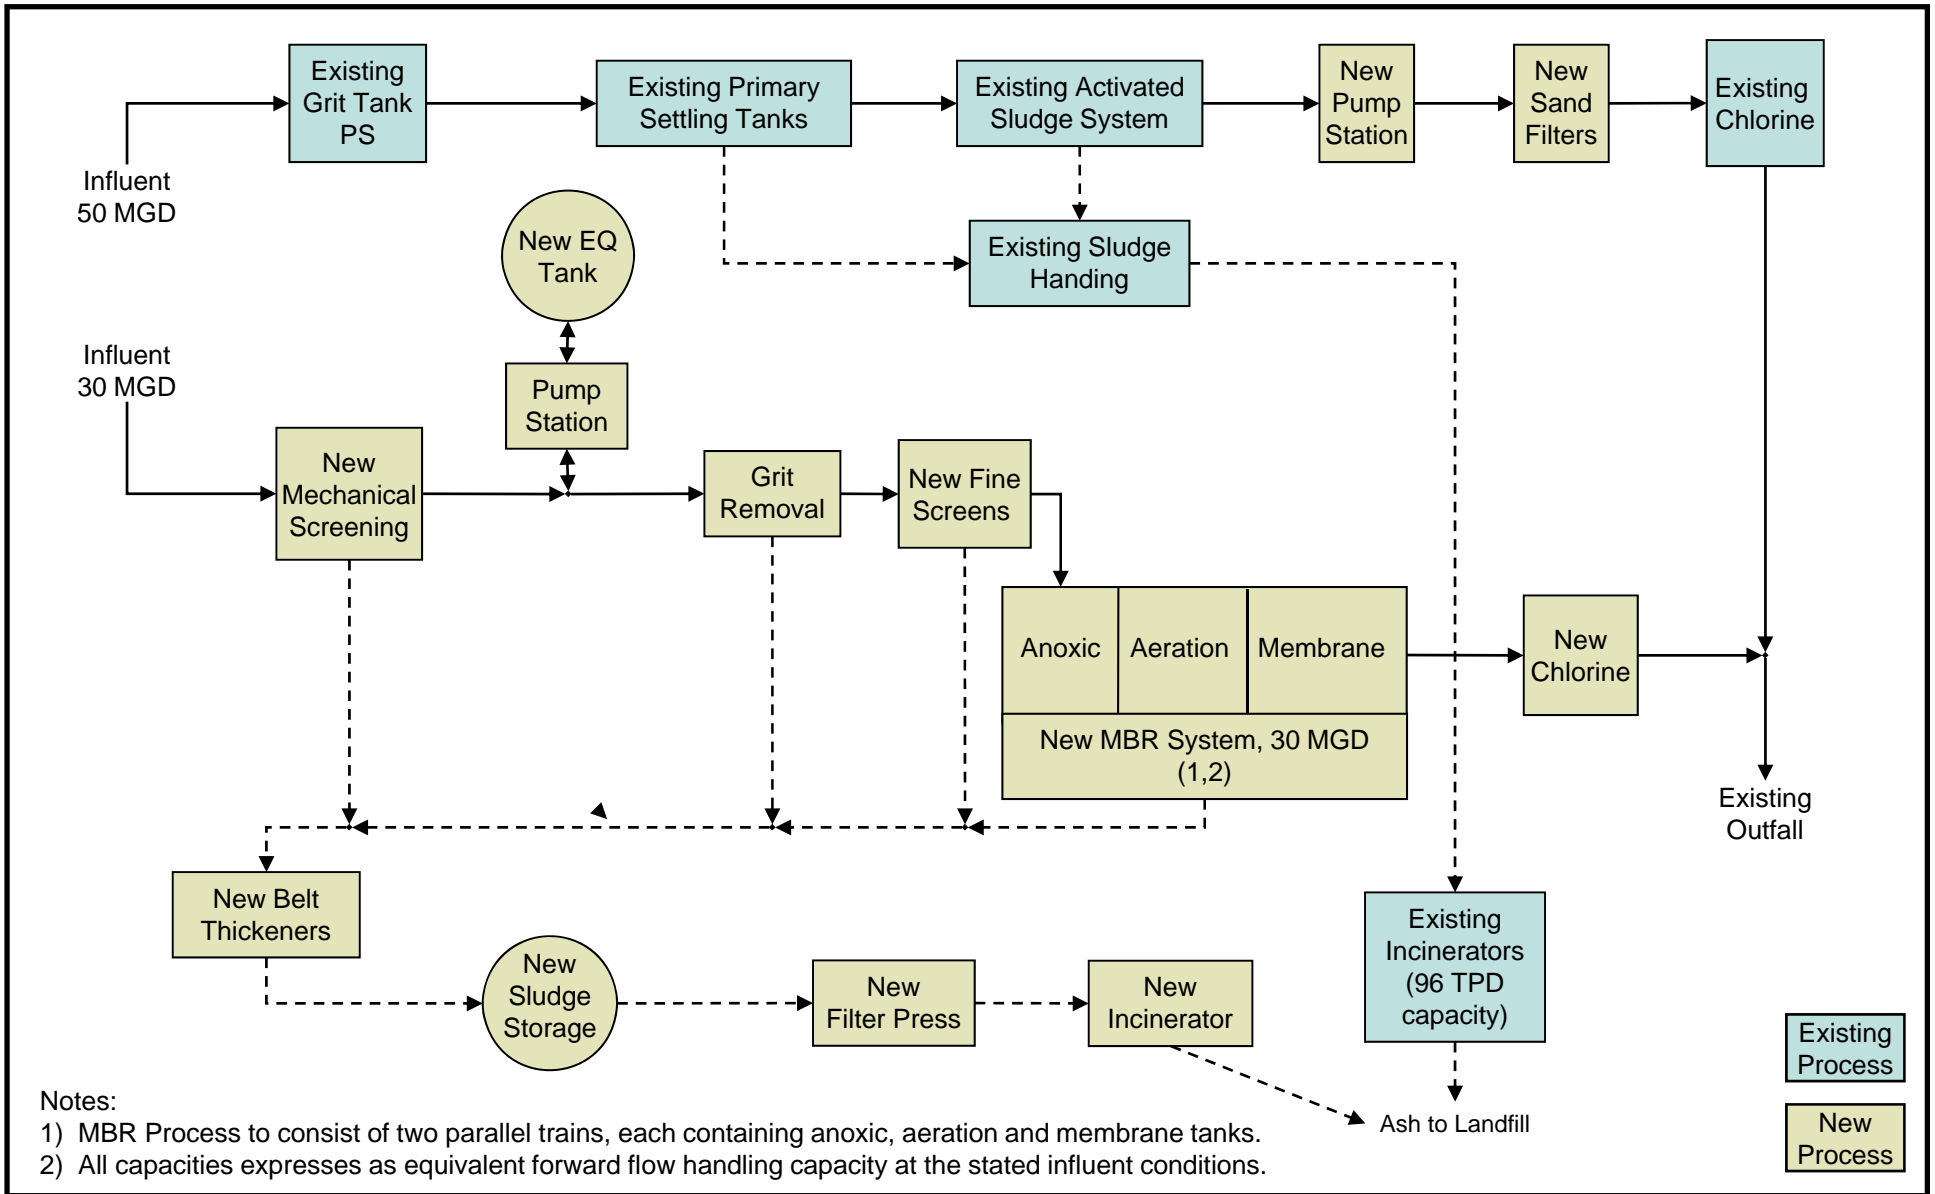 Existing
Grit Tank
PS
Existing Primary
Settling Tanks
Existing Activated
Sludge System
New
Pump
Station
New
Sand
Filters
Existing
Chlorine
Influent
50 MGD
New EQ
Tank
Existing Sludge
Handing
Influent
30 MGD
Pump
Station
New
Mechanical
Screening
Grit
Removal
New Fine
Screens
Anoxic
Aeration
Membrane
New MBR System, 30 MGD
(1,2)
New
Chlorine
Existing
Outfall
New Belt
Thickeners
New
Sludge
Storage
New
Filter Press
New
Incinerator
Existing
Incinerators
(96 TPD
capacity)
Ash to Landfill
Existing
Process
New
Process
Notes:
1) MBR Process to consist of two parallel trains, each containing anoxic, aeration and membrane tanks.
2) All capacities expresses as equivalent forward flow handling capacity at the stated influent conditions.